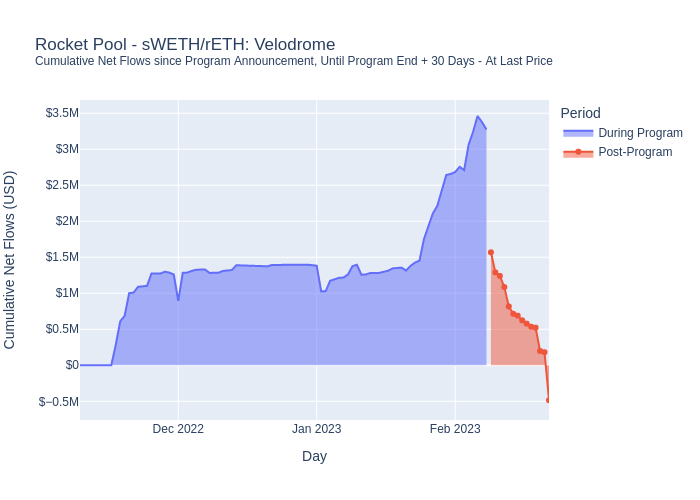 Rocket Pool - sWETH/rETH: Velodrome
Cumulative Net Flows since Program Announcement, Until Program End + 30 Days - At Last Price
Period
During Program
Post-Program
Cumulative Net Flows (USD)
$3.5M
$3M
$2.5M
$2M
$1.5M
$1M
$0.5M
$0
$−0.5M
Dec 2022
Jan 2023
Feb 2023
Day